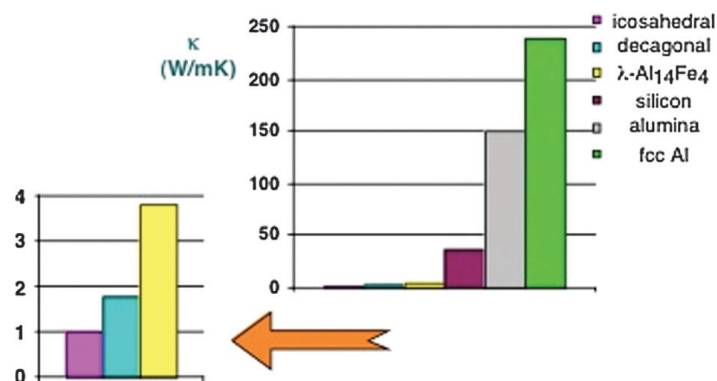 κ
(W/mK)
250
200
150
100
50
0
icosahedral
decagonal
λ-Al14Fe4
silicon
alumina
fcc Al
4
3
2
1
0